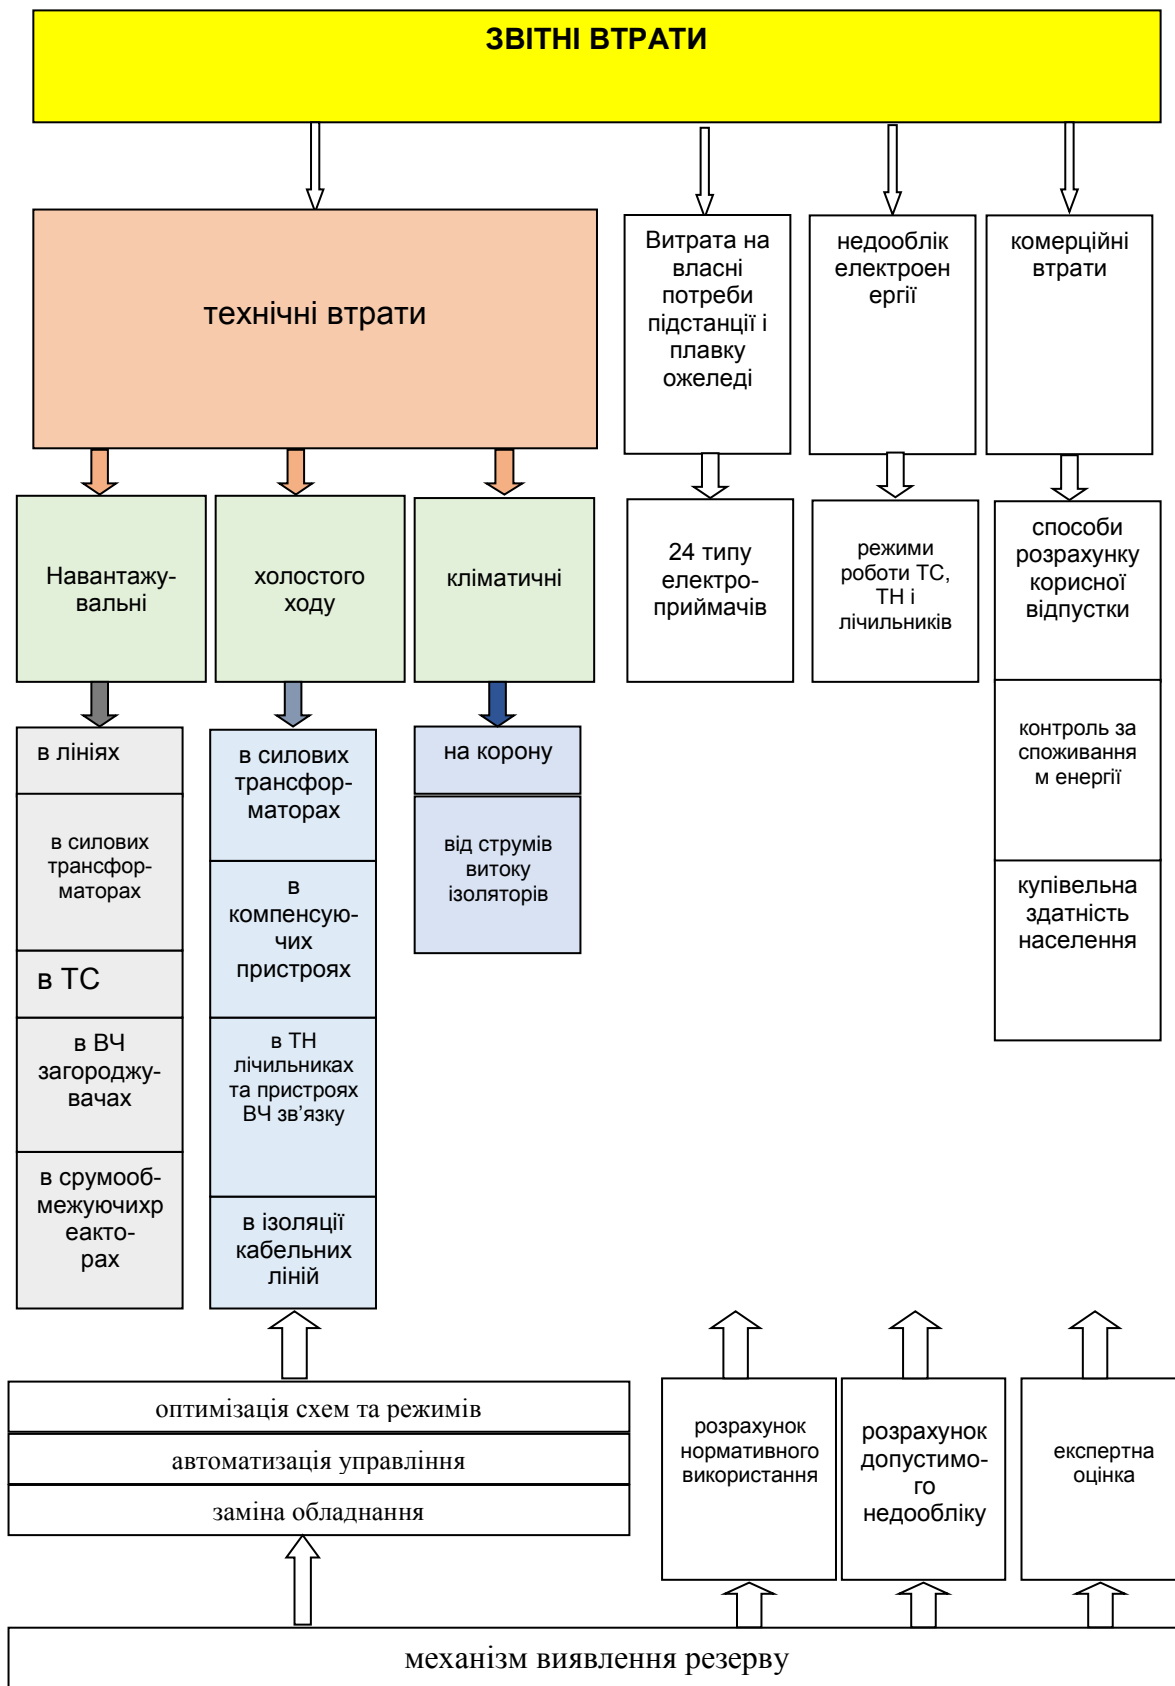 ЗВІТНІ ВТРАТИ
технічні втрати
Витрата на
власні
потреби
підстанції і
плавку
ожеледі
недооблік
електроен
ергії
комерційні
втрати
Навантажу-
вальні
холостого
ходу
кліматичні
24 типу
електро-
приймачів
режими
роботи ТС,
ТН і
лічильників
способи
розрахунку
корисної
відпустки
контроль за
споживання
м енергії
купівельна
здатність
населення
в лініях
в силових
трансфор-
маторах
в ТС
в ВЧ
загороджу-
вачах
в срумооб-
межуючихр
еакто-
рах
в силових
трансфор-
маторах
в
компенсую-
чих
пристроях
в ТН
лічильниках
та пристроях
ВЧ зв’язку
в ізоляції
кабельних
ліній
на корону
від струмів
витоку
ізоляторів
оптимізація схем та режимів
автоматизація управління
заміна обладнання
розрахунок
нормативного
використання
розрахунок
допустимо-
го
недообліку
експертна
оцінка
механізм виявлення резерву